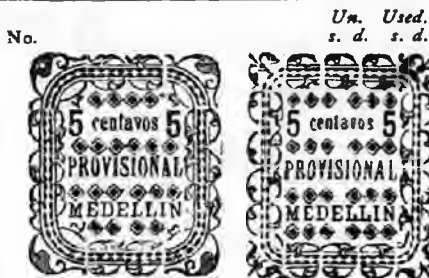 Un. Used.
No. s. d. s. d.
5 centavos 5
PROVISIONAL
MEDELLIN
5 centavos 5
PROVISIONAL
MEDELLIN